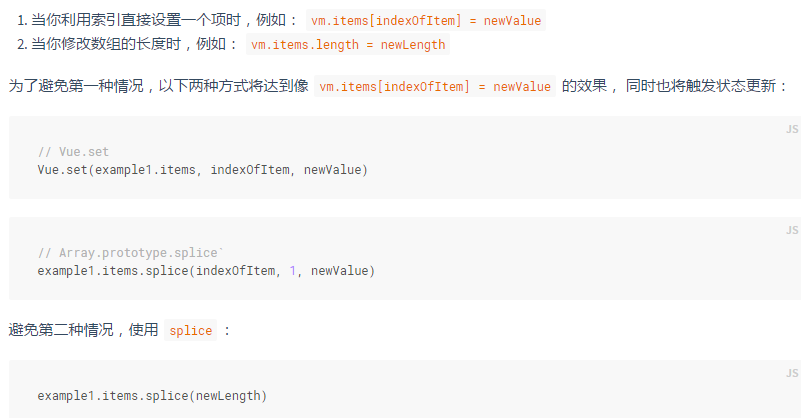 1. 当你利用索引直接设置一个项时，例如： vm.items[indexOfItem] = newValue
2. 当你修改数组的长度时，例如： vm.items.length = newLength
为了避免第一种情况，以下两种方式将达到像 vm.items[indexOfItem] = newValue 的效果， 同时也将触发状态更新：
JS
// Vue.set
Vue.set(example1.items, indexOfItem, newValue)
JS
// Array.prototype.splice`
example1.items.splice(indexOfItem, 1, newValue)
避免第二种情况，使用 splice ：
JS
example1.items.splice(newLength)